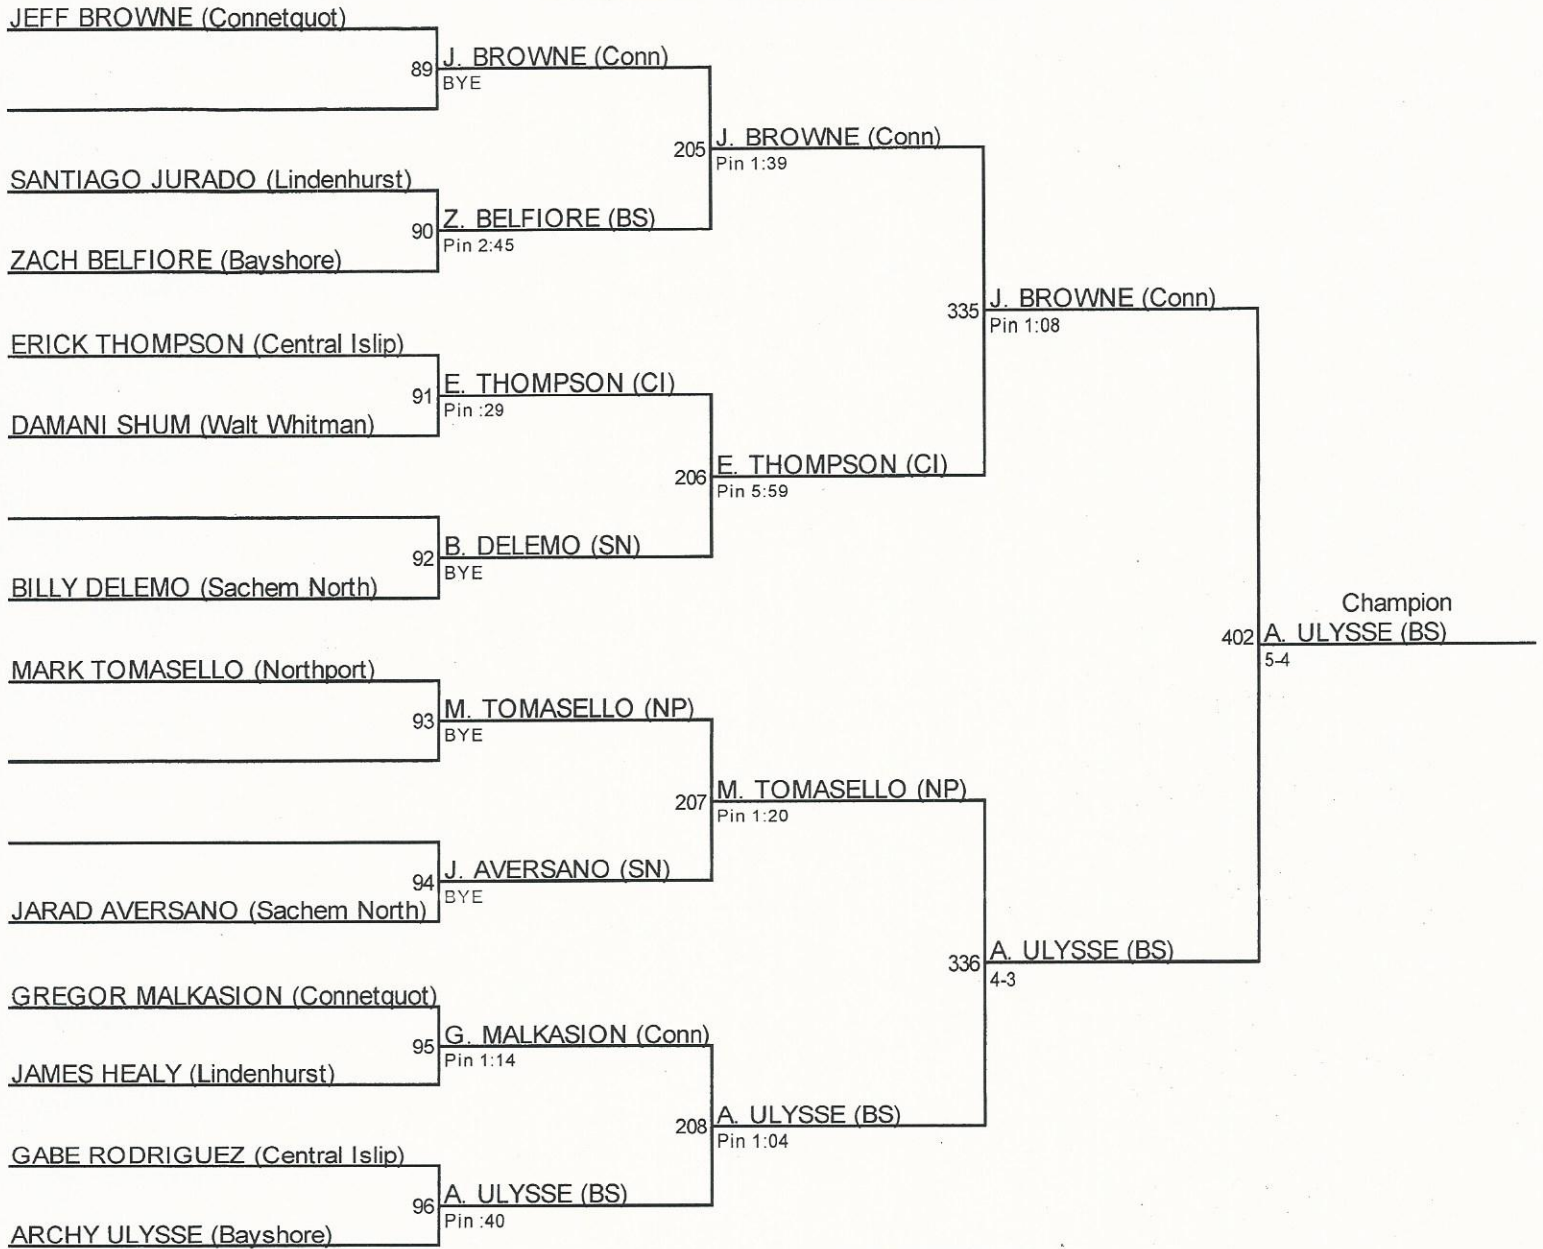 JEFF BROWNE (Connetquot)
89
J. BROWNE (Conn)
BYE
SANTIAGO JURADO (Lindenhurst)
90
Z. BELFIORE (BS)
Pin 2:45
ZACH BELFIORE (Bayshore)
205
J. BROWNE (Conn)
Pin 1:39
ERICK THOMPSON (Central Islip)
91
E. THOMPSON (CI)
Pin :29
DAMANI SHUM (Walt Whitman)
206
E. THOMPSON (CI)
Pin 5:59
92
B. DELEMO (SN)
BYE
BILLY DELEMO (Sachem North)
335
J. BROWNE (Conn)
Pin 1:08
MARK TOMASELLO (Northport)
93
M. TOMASELLO (NP)
BYE
207
M. TOMASELLO (NP)
Pin 1:20
94
J. AVERSANO (SN)
BYE
JARAD AVERSANO (Sachem North)
GREGOR MALKASION (Connetquot)
95
G. MALKASION (Conn)
Pin 1:14
JAMES HEALY (Lindenhurst)
208
A. ULYSSE (BS)
Pin 1:04
GABE RODRIGUEZ (Central Islip)
96
A. ULYSSE (BS)
Pin :40
ARCHY ULYSSE (Bayshore)
336
A. ULYSSE (BS)
4-3
Champion
402
A. ULYSSE (BS)
5-4